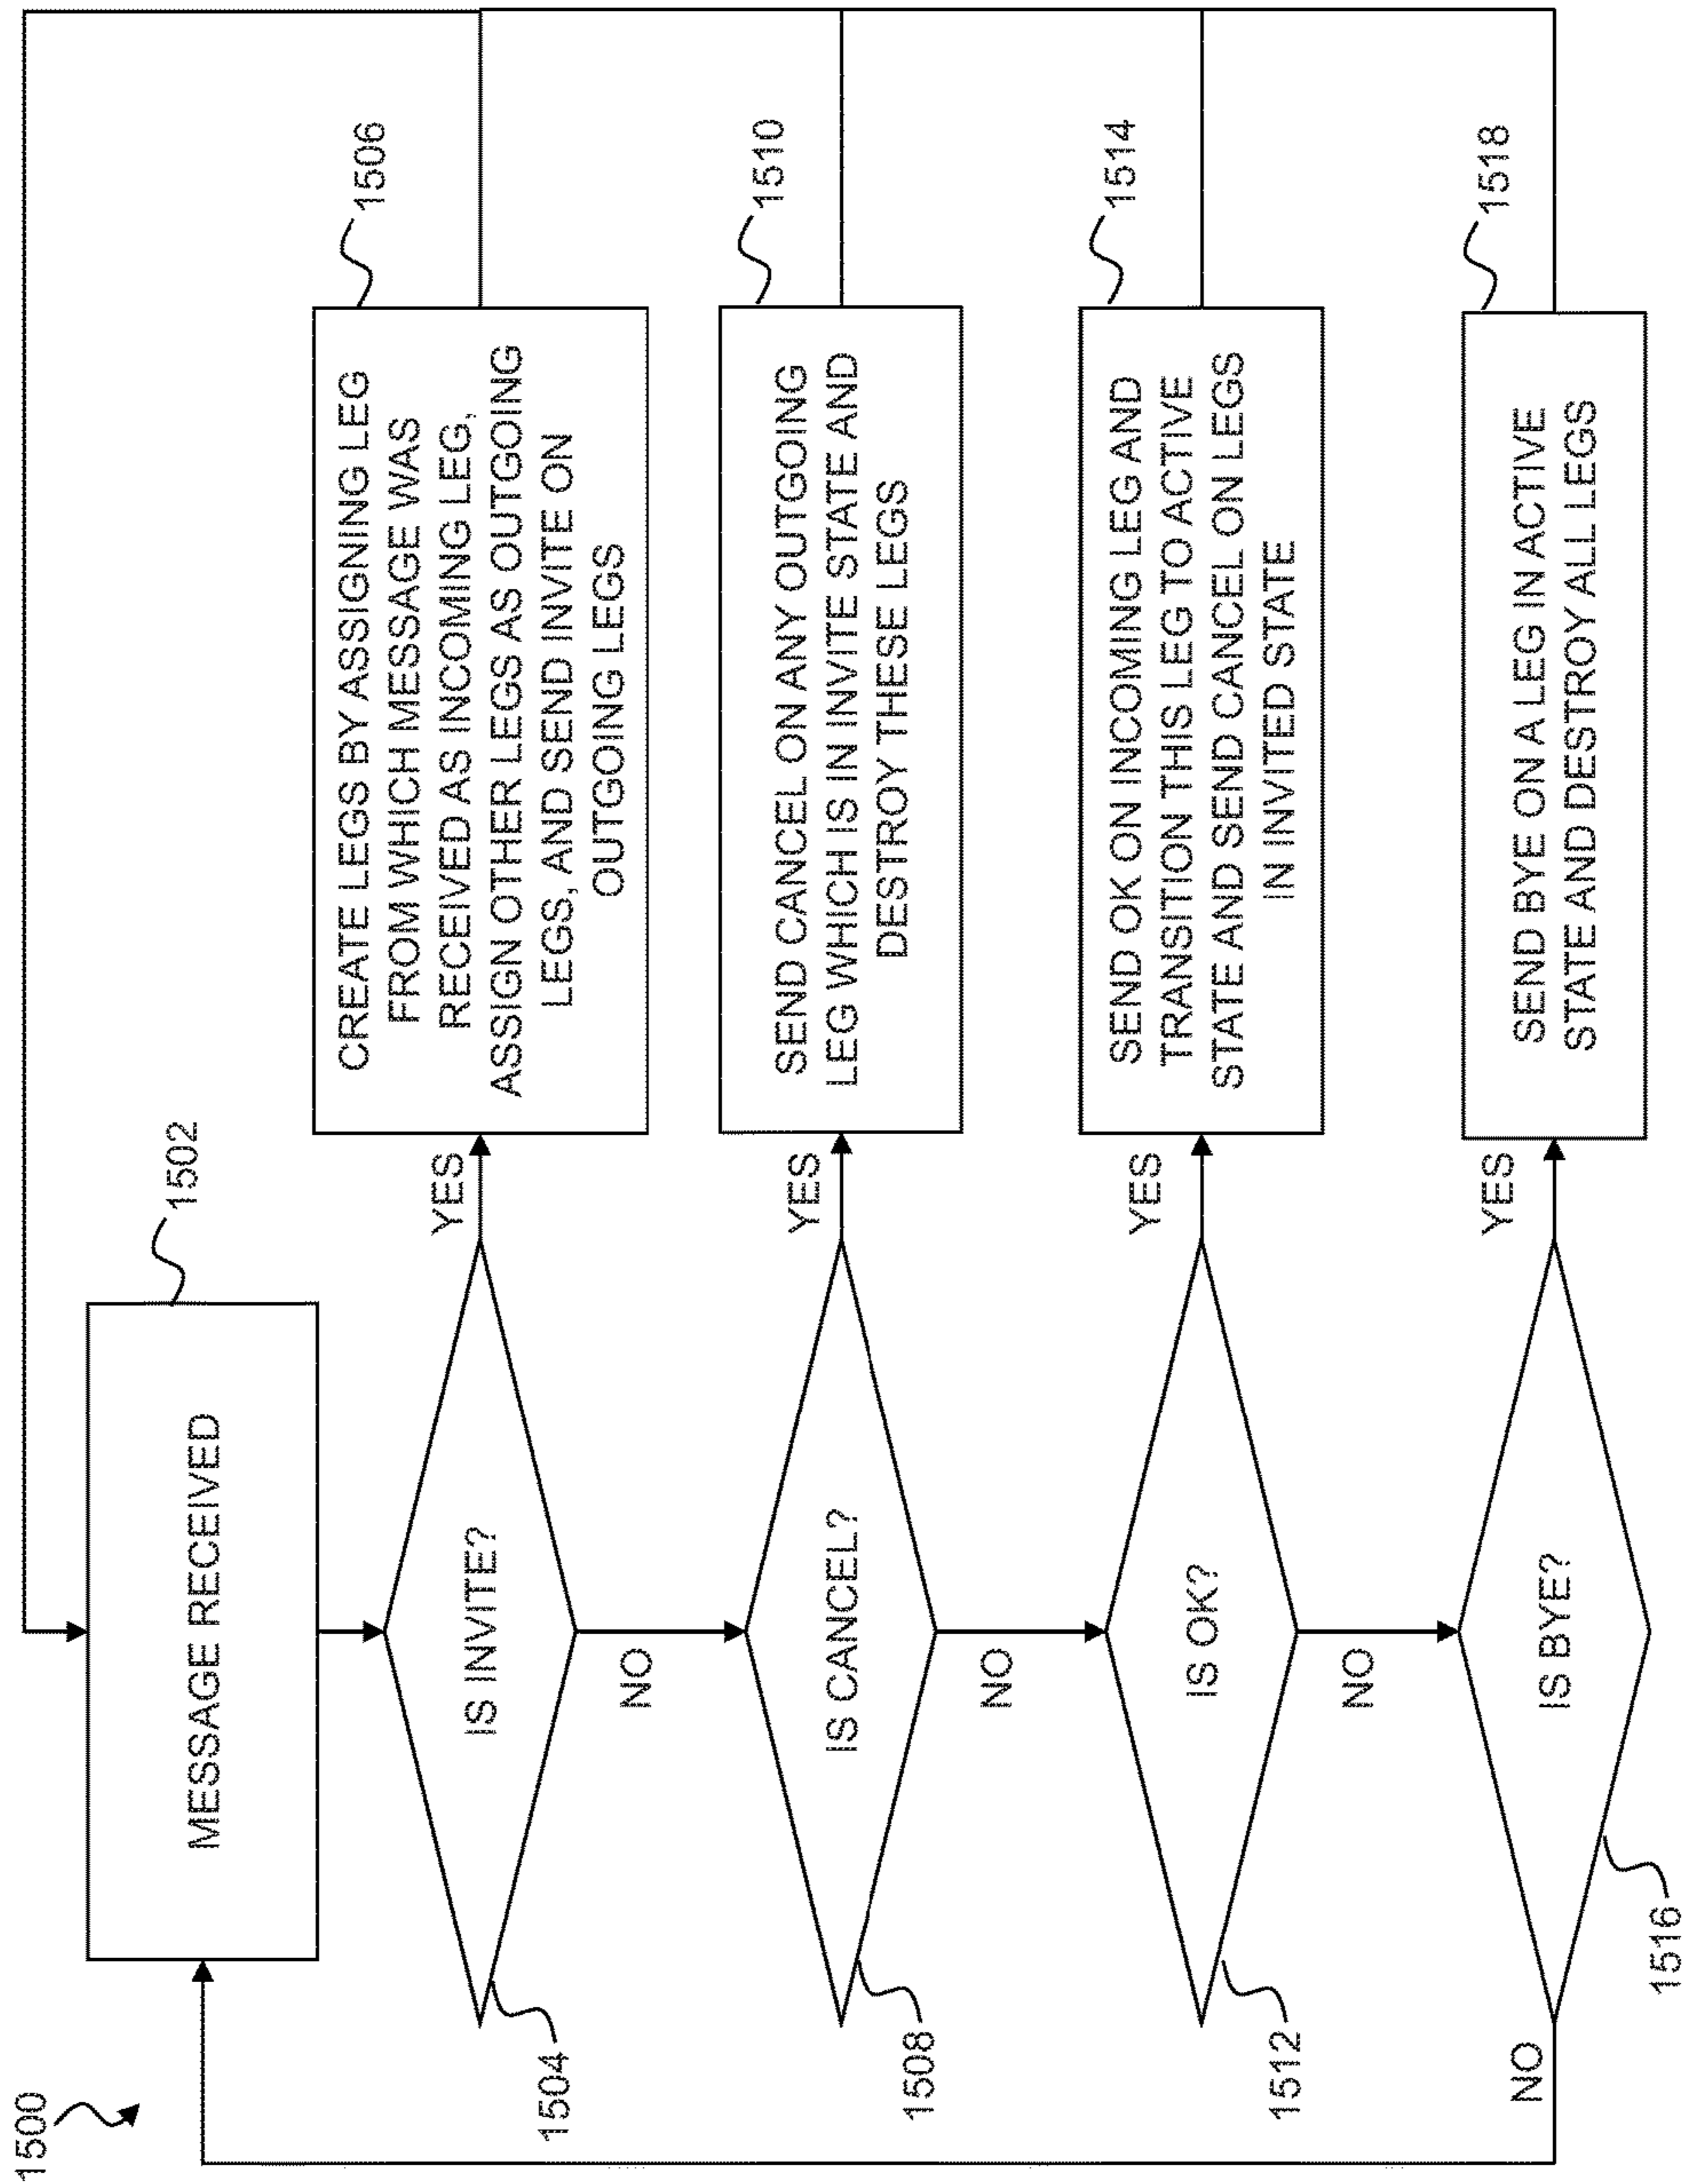 1500
MESSAGE RECEIVED
1502
IS INVITE?
1504
YES
CREATE LEGS BY ASSIGNING LEG
FROM WHICH MESSAGE WAS
RECEIVED AS INCOMING LEG,
ASSIGN OTHER LEGS AS OUTGOING
LEGS, AND SEND INVITE ON
OUTGOING LEGS
1506
NO
IS CANCEL?
1508
YES
SEND CANCEL ON ANY OUTGOING
LEG WHICH IS IN INVITE STATE AND
DESTROY THESE LEGS
1510
NO
IS OK?
1512
YES
SEND OK ON INCOMING LEG AND
TRANSITION THIS LEG TO ACTIVE
STATE AND SEND CANCEL ON LEGS
IN INVITED STATE
1514
NO
IS BYE?
1516
NO
YES
SEND BYE ON A LEG IN ACTIVE
STATE AND DESTROY ALL LEGS
1518